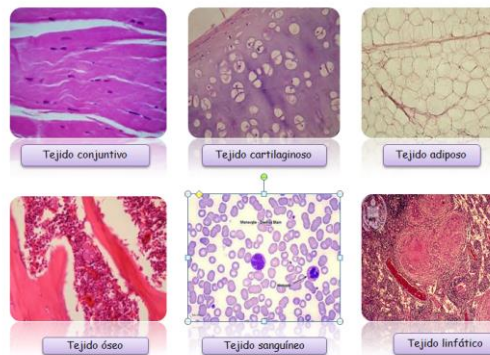 Tejido conjuntivo
Tejido cartilaginoso
Tejido adiposo
Tejido óseo
Tejido sanguíneo
Tejido linfático